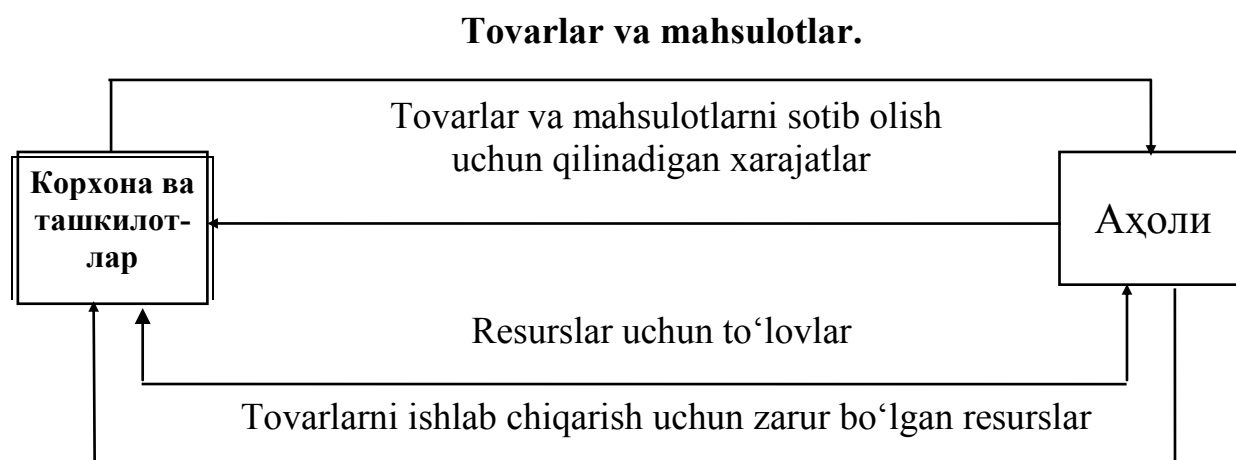 Tovarlar va mahsulotlar.
Tovarlar va mahsulotlarni sotib olish
uchun qilinadigan xarajatlar
Корхона ва
ташкилот-
лар
Аҳоли
Resurslar uchun to‘lovlar
Tovarlarni ishlab chiqarish uchun zarur bo‘lgan resurslar